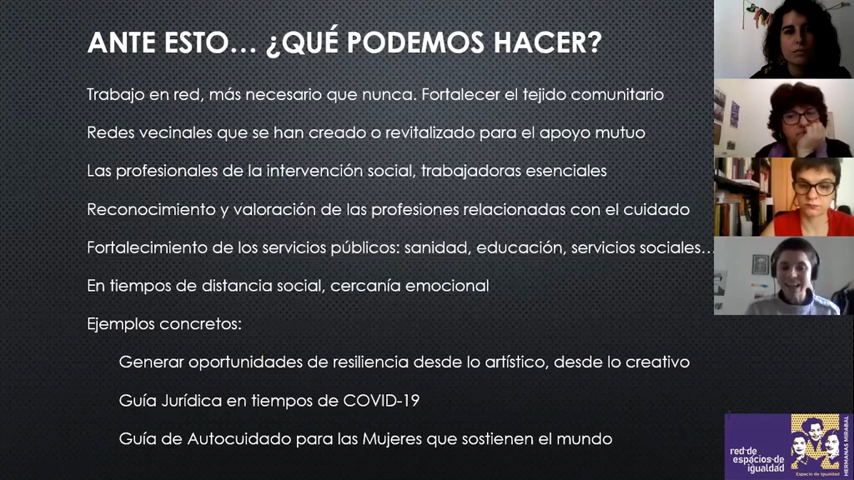 ANTE ESTO... ¿QUÉ PODEMOS HACER?
Trabajo en red, más necesario que nunca. Fortalecer el tejido comunitario
Redes vecinales que se han creado o revitalizado para el apoyo mutuo
Las profesionales de la intervención social, trabajadoras esenciales
Reconocimiento y valoración de las profesiones relacionadas con el cuidado
Fortalecimiento de los servicios públicos: sanidad, educación, servicios sociales...
En tiempos de distancia social, cercanía emocional
Ejemplos concretos:
Generar oportunidades de resiliencia desde lo artístico, desde lo creativo
Guía Jurídica en tiempos de COVID-19
Guía de Autocuidado para las Mujeres que sostienen el mundo
red·de
espacios·de
igualdad
Espacio de Igualdad
HERMANAS MIRABAL